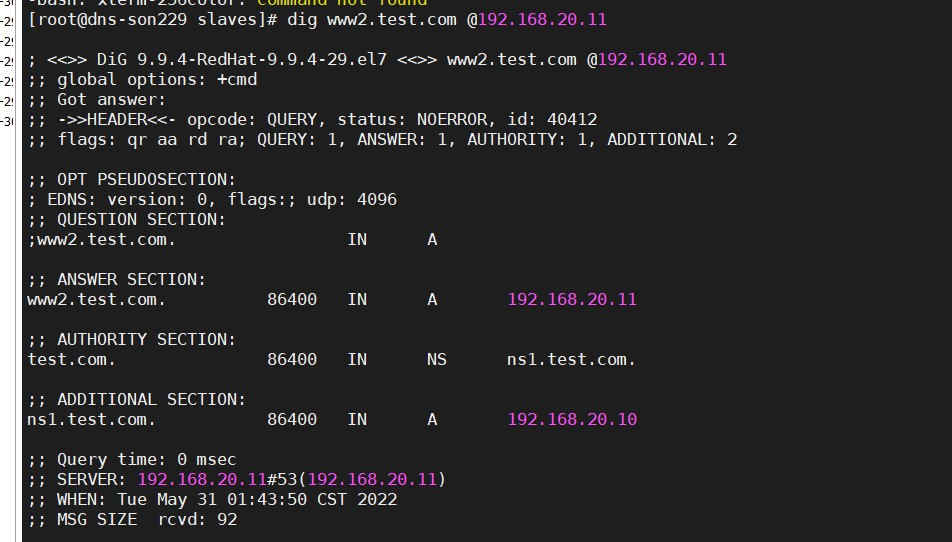 -bash: xterm-256color: command not found
[root@dns-son229 slaves]# dig www2.test.com @192.168.20.11
; <<>> DiG 9.9.4-RedHat-9.9.4-29.el7 <<>> www2.test.com @192.168.20.11
;; global options: +cmd
;; Got answer:
;; ->>HEADER<<- opcode: QUERY, status: NOERROR, id: 40412
;; flags: qr aa rd ra; QUERY: 1, ANSWER: 1, AUTHORITY: 1, ADDITIONAL: 2
;; OPT PSEUDOSECTION:
; EDNS: version: 0, flags:; udp: 4096
;; QUESTION SECTION:
;www2.test.com. IN A
;; ANSWER SECTION:
www2.test.com. 86400 IN A 192.168.20.11
;; AUTHORITY SECTION:
test.com. 86400 IN NS ns1.test.com.
;; ADDITIONAL SECTION:
ns1.test.com. 86400 IN A 192.168.20.10
;; Query time: 0 msec
;; SERVER: 192.168.20.11#53(192.168.20.11)
;; WHEN: Tue May 31 01:43:50 CST 2022
;; MSG SIZE rcvd: 92